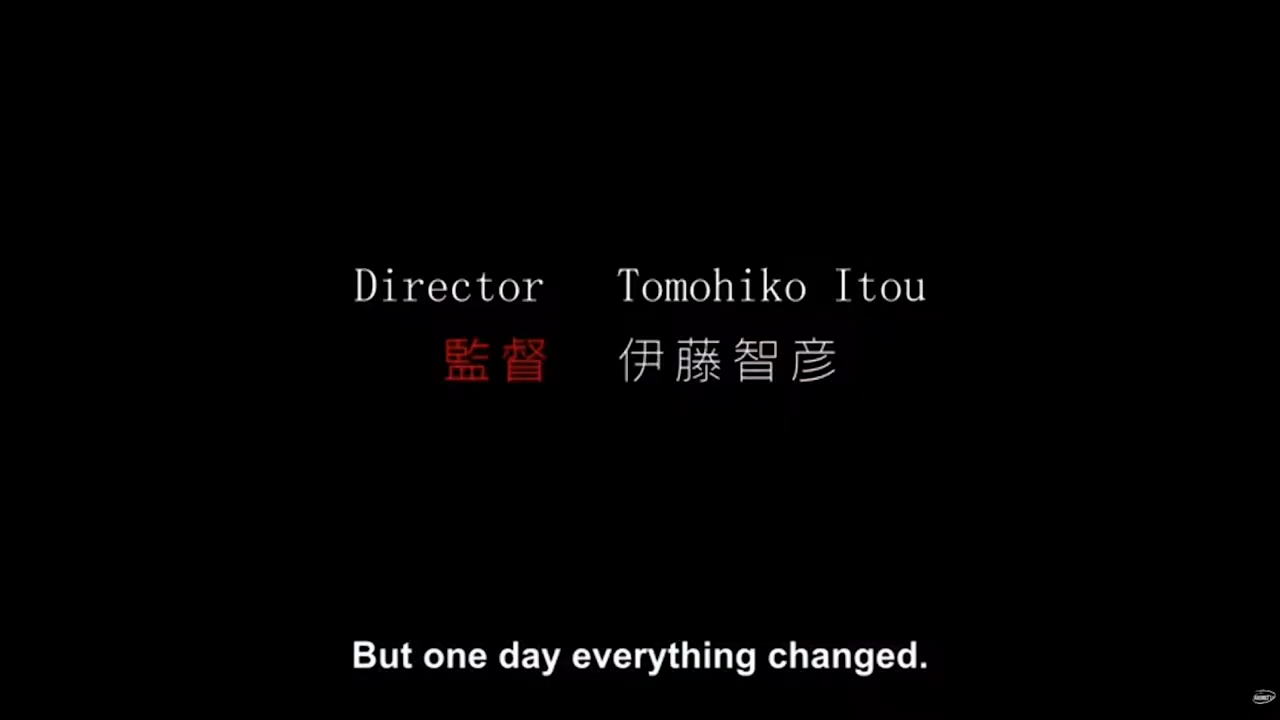 Director Tomohiko Itou
監督 伊藤智彦
But one day everything changed.